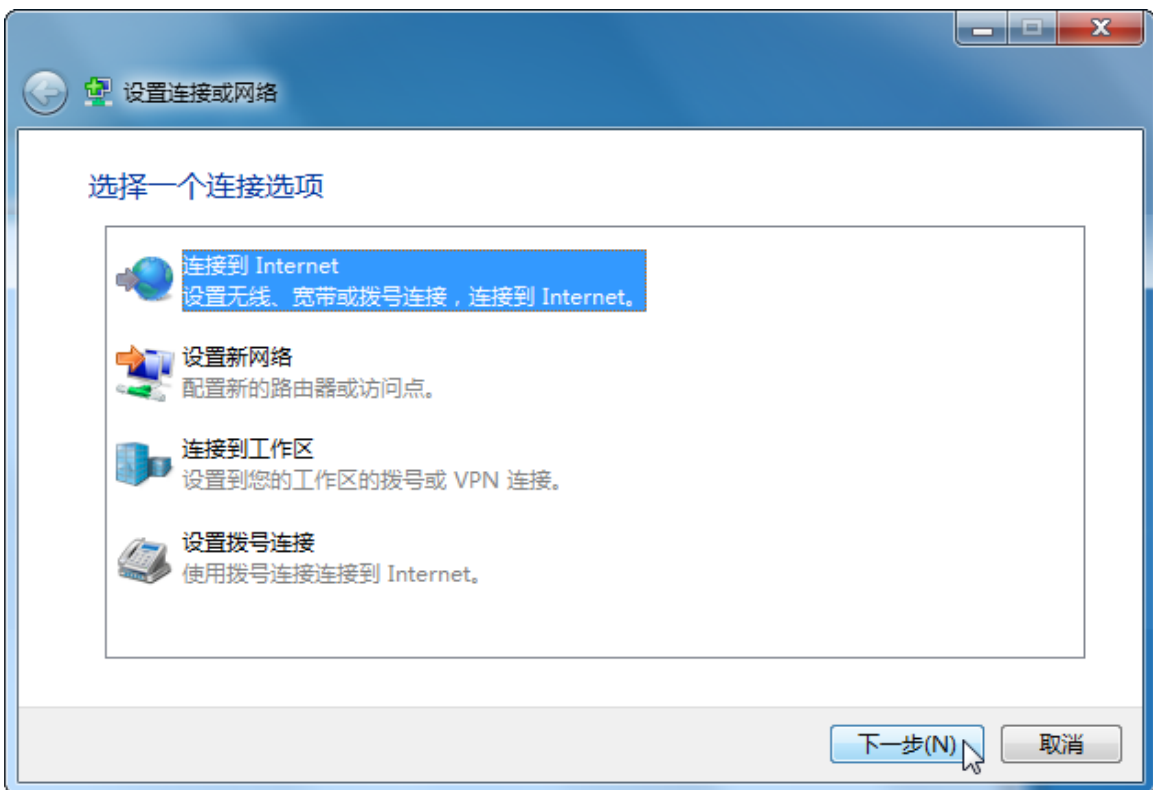 设置连接或网络
选择一个连接选项
连接到 Internet
设置无线、宽带或拨号连接，连接到 Internet。
设置新网络
配置新的路由器或访问点。
连接到工作区
设置到您的工作区的拨号或 VPN 连接。
设置拨号连接
使用拨号连接连接到 Internet。
下一步(N) 取消